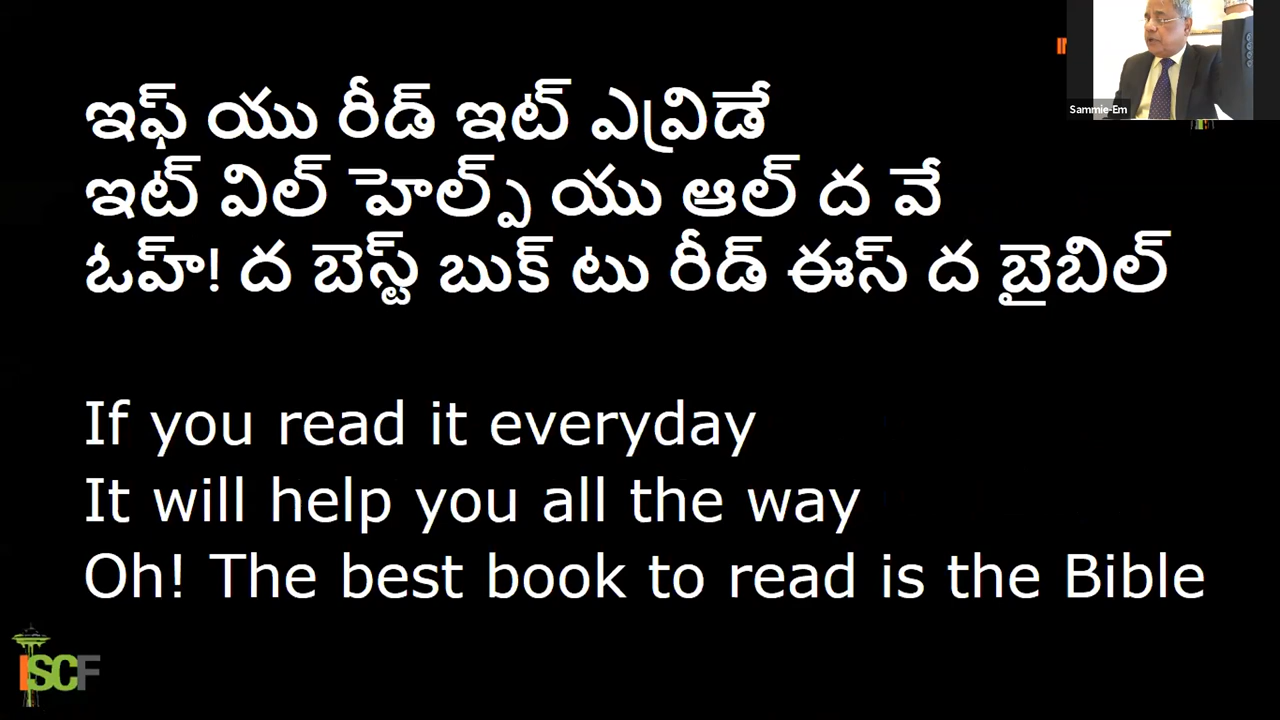 Sammie-Em
ఇఫ్ యు రీడ్ ఇట్ ఎవ్రిడే
ఇట్ విల్ హెల్ప్ యు ఆల్ ద వే
ఓహ్! ద బెస్ట్ బుక్ టు రీడ్ ఈస్ ద బైబిల్
If you read it everyday
It will help you all the way
Oh! The best book to read is the Bible
ISCF